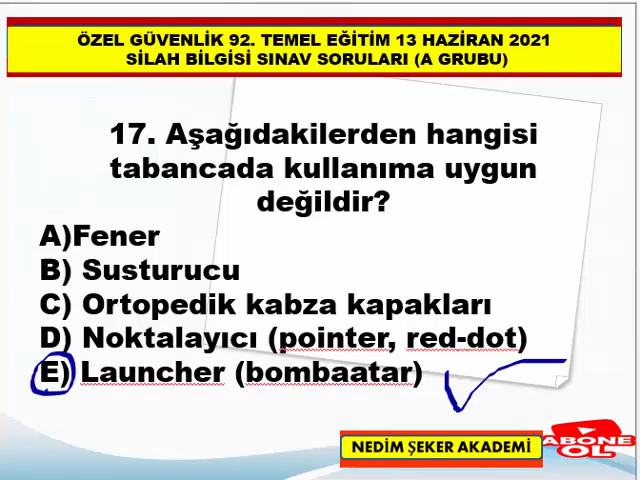 ÖZEL GÜVENLİK 92. TEMEL EĞİTİM 13 HAZİRAN 2021
SİLAH BİLGİSİ SINAV SORULARI (A GRUBU)
17. Aşağıdakilerden hangisi
tabancada kullanıma uygun
değildir?
A)Fener
B) Susturucu
C) Ortopedik kabza kapakları
D) Noktalayıcı (pointer, red-dot)
E) Launcher (bombaatar)
NEDİM ŞEKER AKADEMİ
ABONE
OL